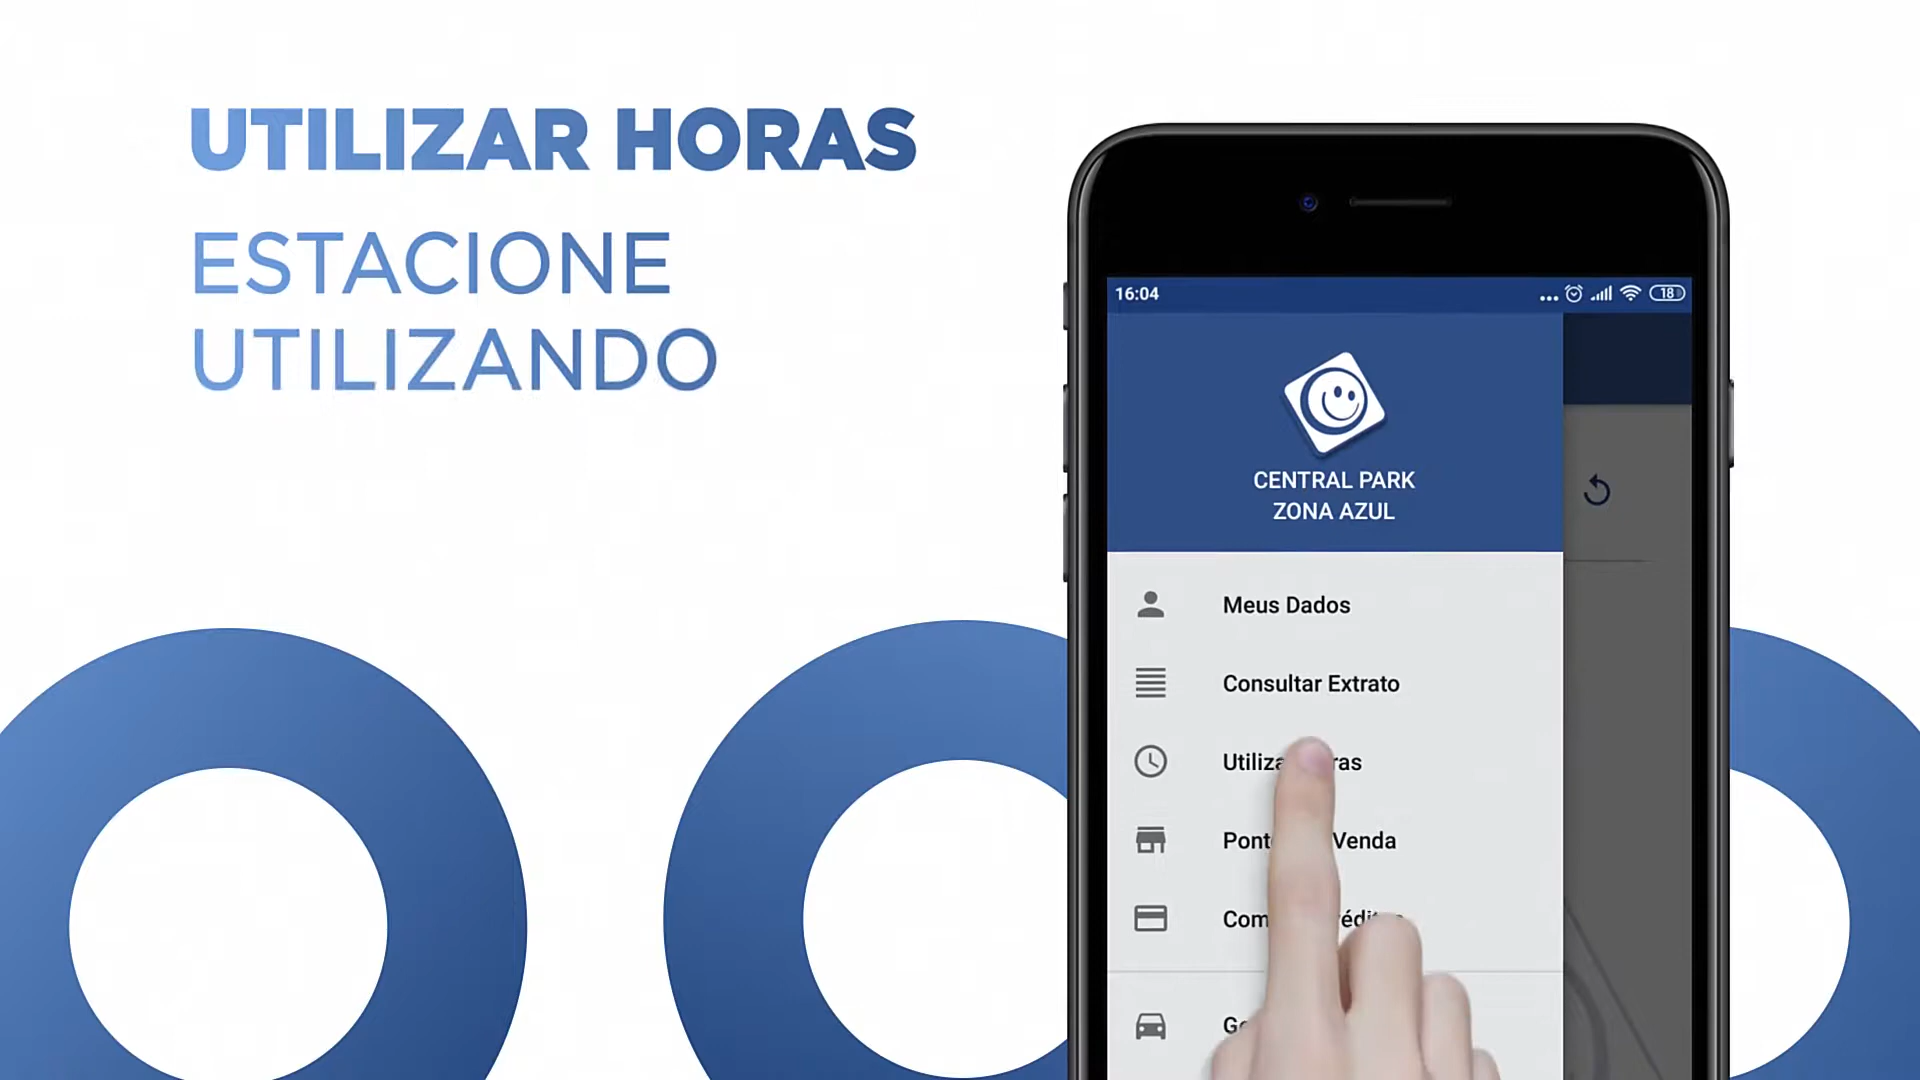 UTILIZAR HORAS
ESTACIONE
UTILIZANDO
16:04
18
CENTRAL PARK
ZONA AZUL
Meus Dados
Consultar Extrato
Venda